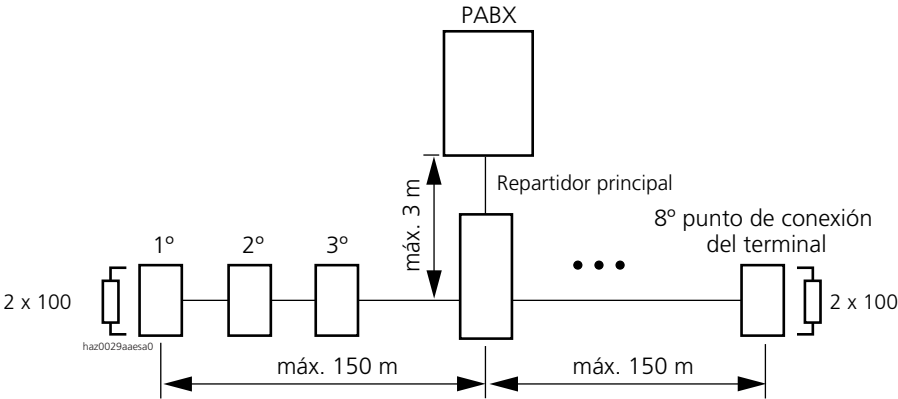 PABX
máx. 3 m
Repartidor principal
8º punto de conexión
del terminal
1º
2º
3º
2 x 100
2 x 100
haz0029aaesa0
máx. 150 m
máx. 150 m